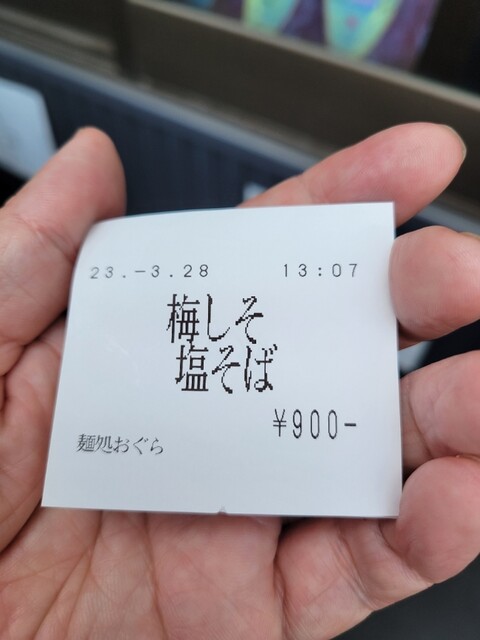 23.-3.28 13:07
梅しそ
塩そば
¥900-
麺処おぐら